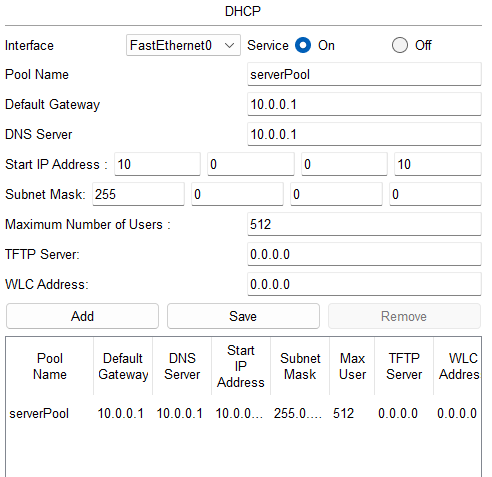 DHCP
Interface FastEthernet0 Service On Off
Pool Name serverPool
Default Gateway 10.0.0.1
DNS Server 10.0.0.1
Start IP Address : 10 0 0 10
Subnet Mask: 255 0 0 0
Maximum Number of Users : 512
TFTP Server: 0.0.0.0
WLC Address: 0.0.0.0
Add Save Remove
Pool Name Default Gateway DNS Server Start IP Address Subnet Mask Max User TFTP Server WLC Addres
serverPool 10.0.0.1 10.0.0.1 10.0.0... 255.0.... 512 0.0.0.0 0.0.0.0